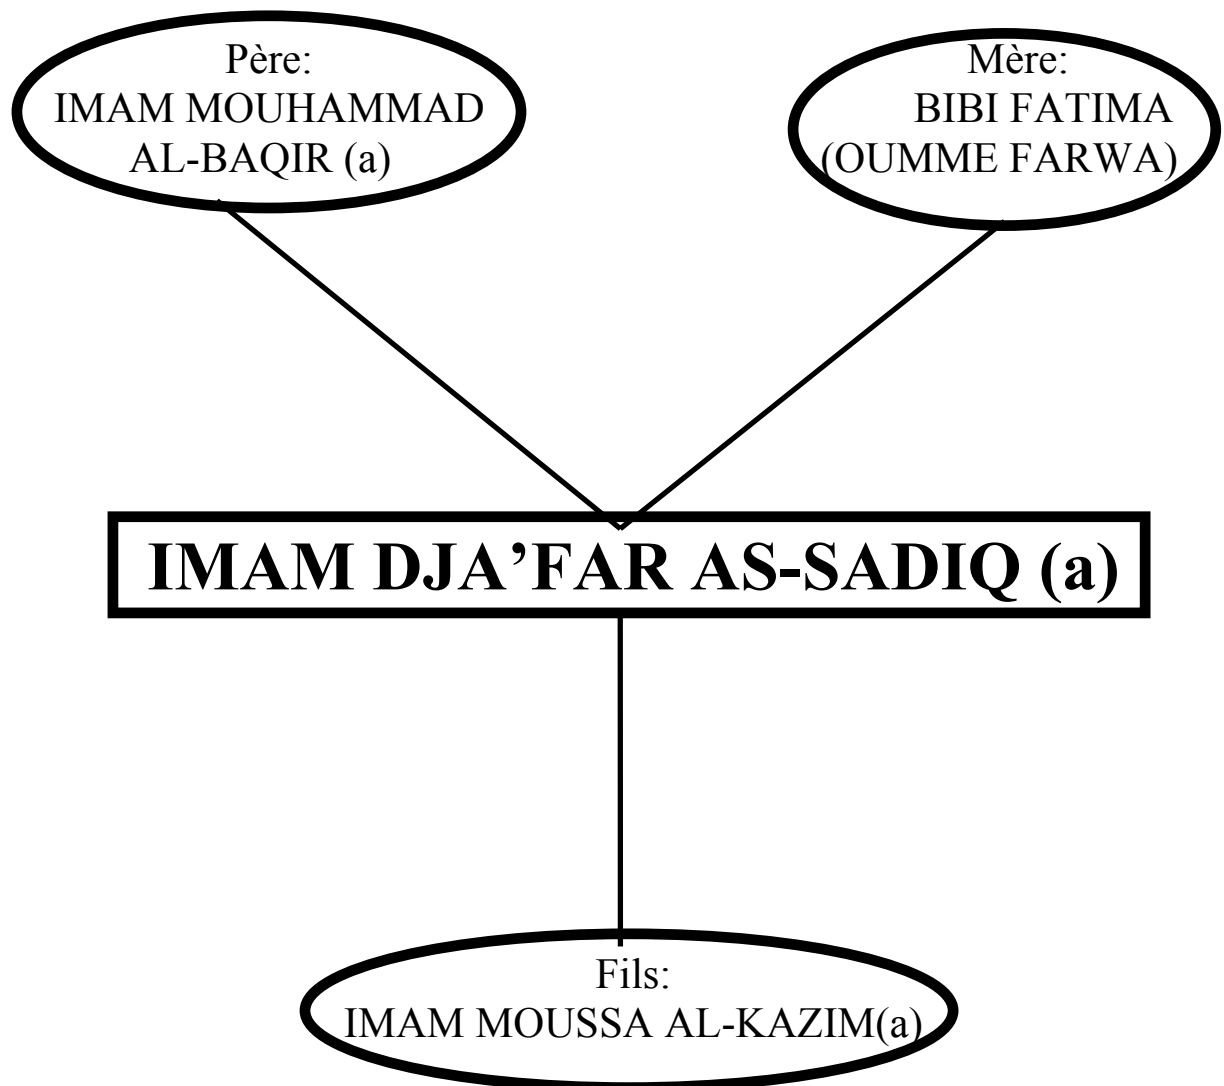 Père:
IMAM MOUHAMMAD
AL-BAQIR (a)
Mère:
BIBI FATIMA
(OUMME FARWA)
IMAM DJA’FAR AS-SADIQ (a)
Fils:
IMAM MOUSSA AL-KAZIM(a)